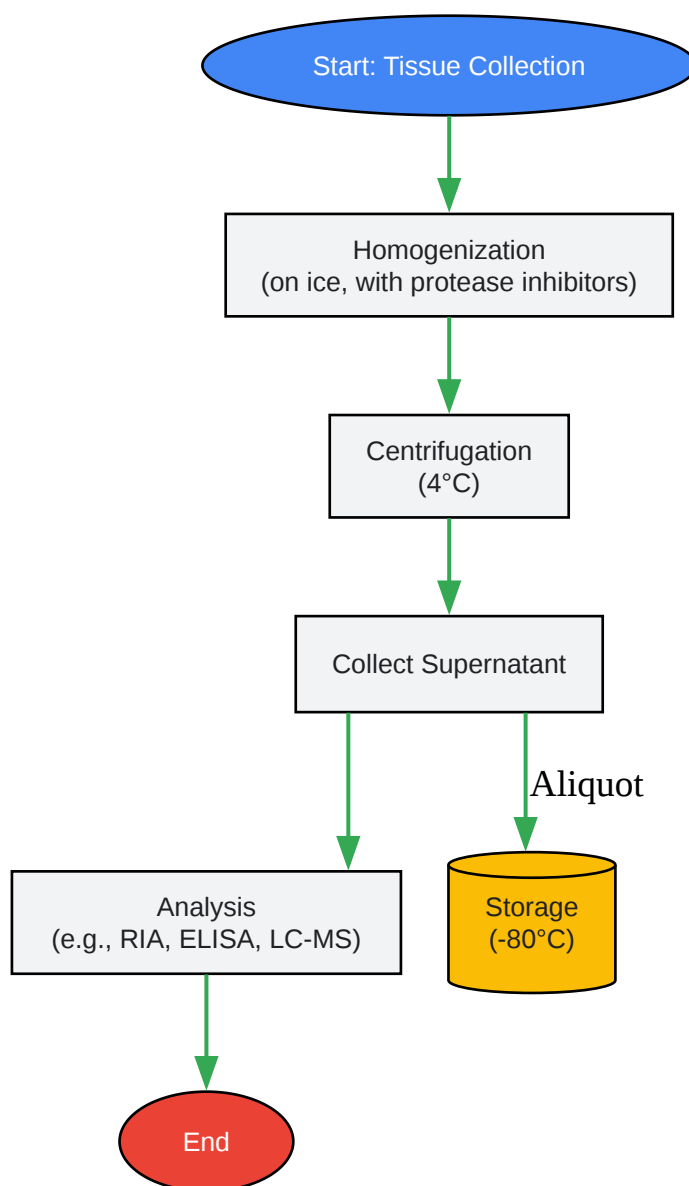 Start: Tissue Collection
Homogenization
(on ice, with protease inhibitors)
Centrifugation
(4°C)
Collect Supernatant
Aliquot
Analysis
(e.g., RIA, ELISA, LC-MS)
Storage
(-80°C)
End